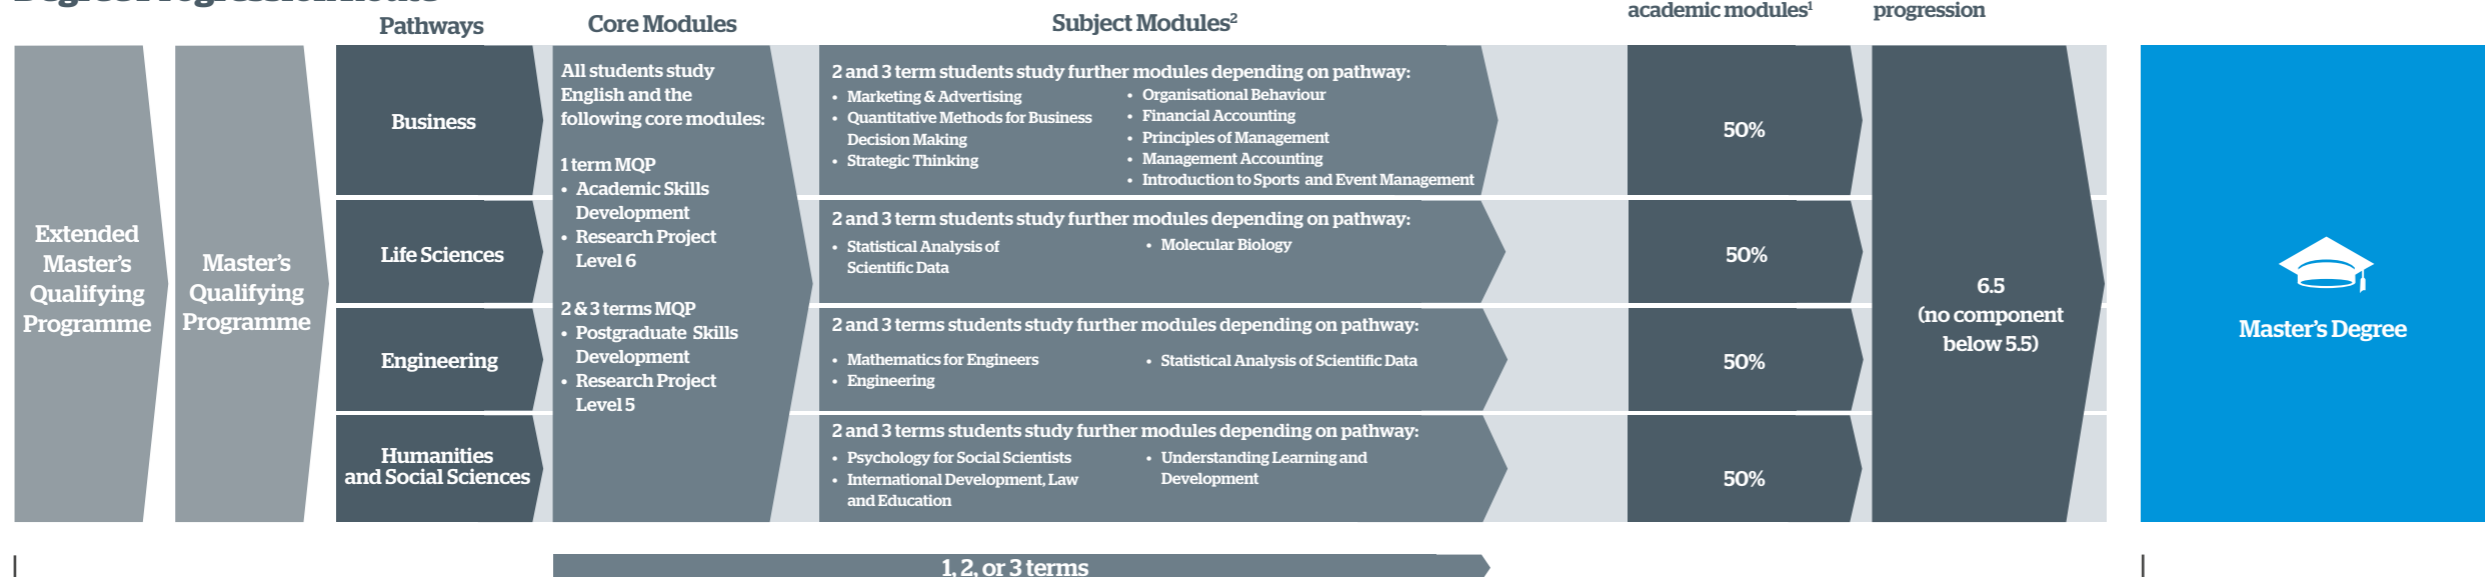 Degree Progression Route
Pathways
Core Modules
Subject Modules²
academic modules¹
progression
Extended
Master's
Qualifying
Programme
Master's
Qualifying
Programme
Business
Life Sciences
Engineering
Humanities
and Social Sciences
All students study
English and the
following core modules:
1 term MQP
• Academic Skills
Development
• Research Project
Level 6
2 & 3 terms MQP
• Postgraduate Skills
Development
• Research Project
Level 5
2 and 3 term students study further modules depending on pathway:
• Marketing & Advertising
• Quantitative Methods for Business
Decision Making
• Strategic Thinking
• Organisational Behaviour
• Financial Accounting
• Principles of Management
• Management Accounting
• Introduction to Sports and Event Management
50%
2 and 3 term students study further modules depending on pathway:
• Statistical Analysis of
Scientific Data
• Molecular Biology
50%
2 and 3 terms students study further modules depending on pathway:
• Mathematics for Engineers
• Engineering
• Statistical Analysis of Scientific Data
50%
2 and 3 terms students study further modules depending on pathway:
• Psychology for Social Scientists
• International Development, Law
and Education
• Understanding Learning and
Development
50%
6.5
(no component
below 5.5)
Master's Degree
1, 2, or 3 terms